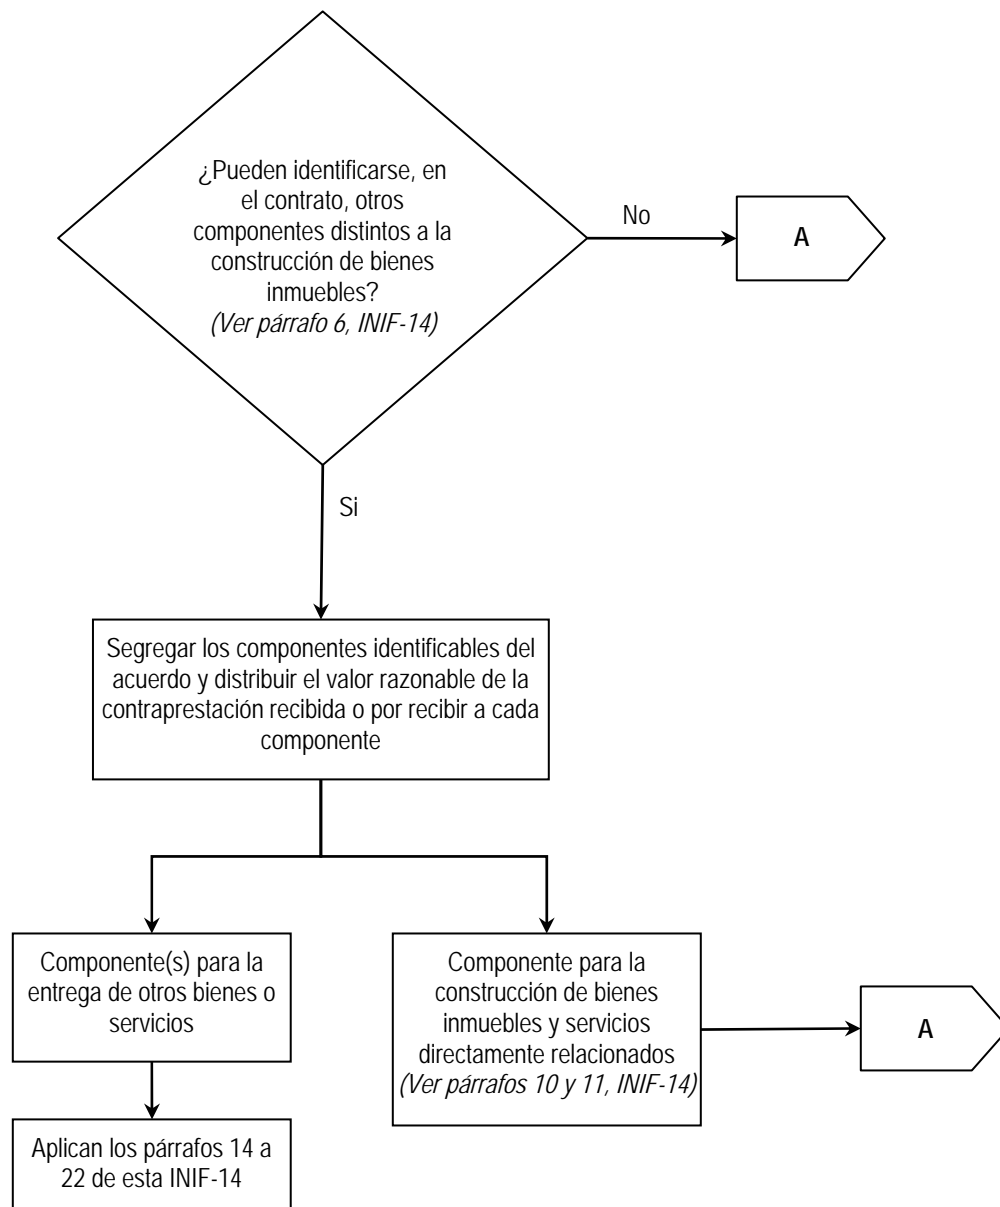 ¿Pueden identificarse, en
el contrato, otros
componentes distintos a la
construcción de bienes
inmuebles?
(Ver párrafo 6, INIF-14)
No
A
Si
Segregar los componentes identificables del
acuerdo y distribuir el valor razonable de la
contraprestación recibida o por recibir a cada
componente
Componente(s) para la
entrega de otros bienes o
servicios
Componente para la
construcción de bienes
inmuebles y servicios
directamente relacionados
(Ver párrafos 10 y 11, INIF-14)
A
Aplican los párrafos 14 a
22 de esta INIF-14